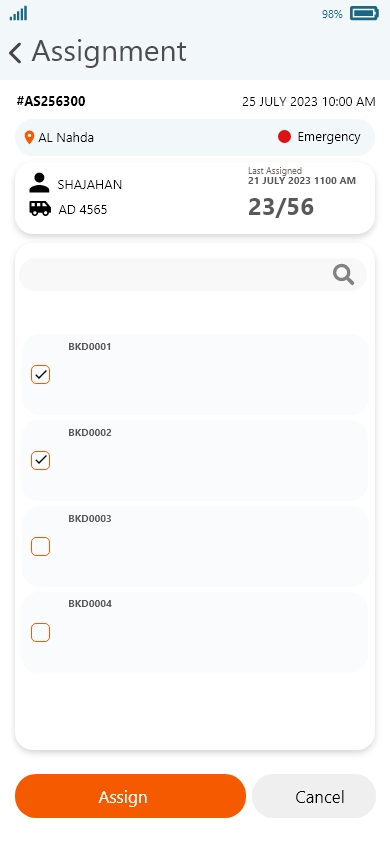 98%
Assignment
#AS256300 25 JULY 2023 10:00 AM
AL Nahda Emergency
Last Assigned
21 JULY 2023 1100 AM
SHAJAHAN
AD 4565 23/56
BKD0001
BKD0002
BKD0003
BKD0004
Assign Cancel